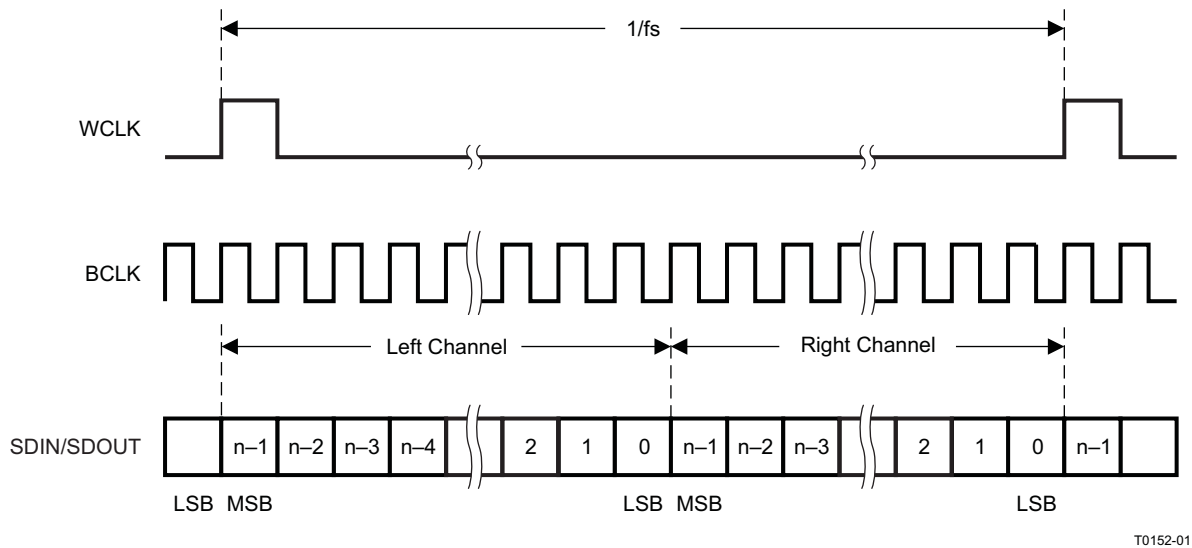 1/fs
WCLK
BCLK
Left Channel Right Channel
SDIN/SDOUT n–1 n–2 n–3 n–4 2 1 0 n–1 n–2 n–3 2 1 0 n–1
LSB MSB LSB MSB LSB
T0152-01